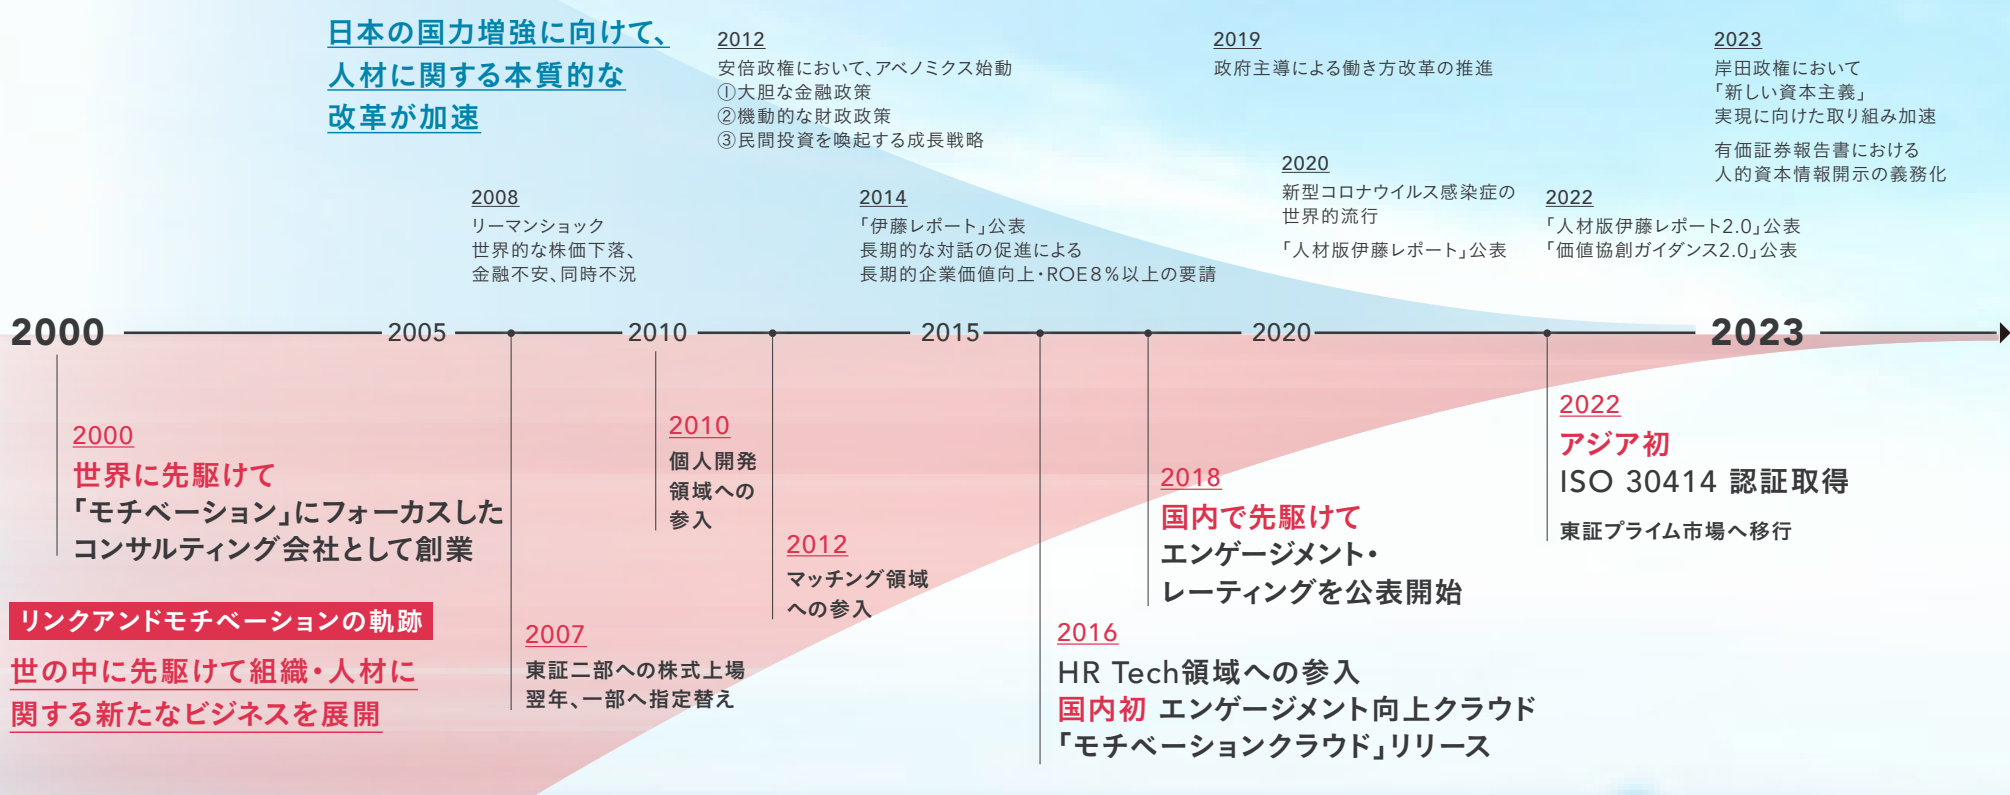 日本の国力増強に向けて、
人材に関する本質的な
改革が加速
2008
リーマンショック
世界的な株価下落、
金融不安、同時不況
2012
安倍政権において、アベノミクス始動
①大胆な金融政策
②機動的な財政政策
③民間投資を喚起する成長戦略
2014
「伊藤レポート」公表
長期的な対話の促進による
長期的企業価値向上・ROE8%以上の要請
2019
政府主導による働き方改革の推進
2020
新型コロナウイルス感染症の
世界的流行
「人材版伊藤レポート」公表
2022
「人材版伊藤レポート2.0」公表
「価値協創ガイダンス2.0」公表
2023
岸田政権において
「新しい資本主義」
実現に向けた取り組み加速
有価証券報告書における
人的資本情報開示の義務化
2000 2005 2010 2015 2020 2023
2000
世界に先駆けて
「モチベーション」にフォーカスした
コンサルティング会社として創業
リンクアンドモチベーションの軌跡
世の中に先駆けて組織・人材に
関する新たなビジネスを展開
2007
東証二部への株式上場
翌年、一部へ指定替え
2010
個人開発
領域への
参入
2012
マッチング領域
への参入
2016
HR Tech領域への参入
国内初 エンゲージメント向上クラウド
「モチベーションクラウド」リリース
2018
国内で先駆けて
エンゲージメント・
レーティングを公表開始
2022
アジア初
ISO 30414 認証取得
東証プライム市場へ移行